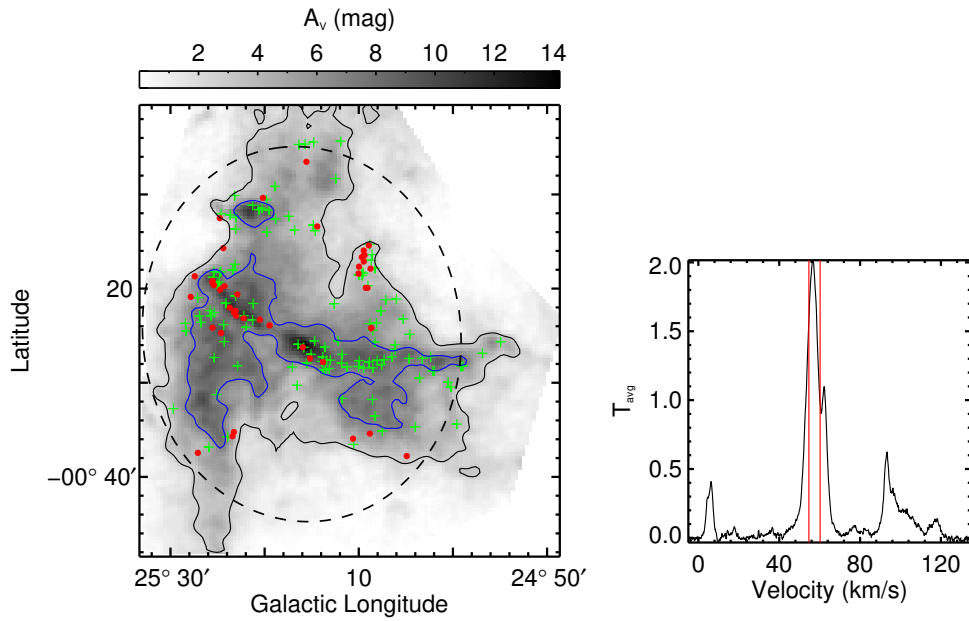 A_v (mag)
2 4 6 8 10 12 14
Latitude
20
−00° 40′
25° 30′ 10 24° 50′
Galactic Longitude
2.0
1.5
1.0
0.5
0.0
T_avg
0 40 80 120
Velocity (km/s)